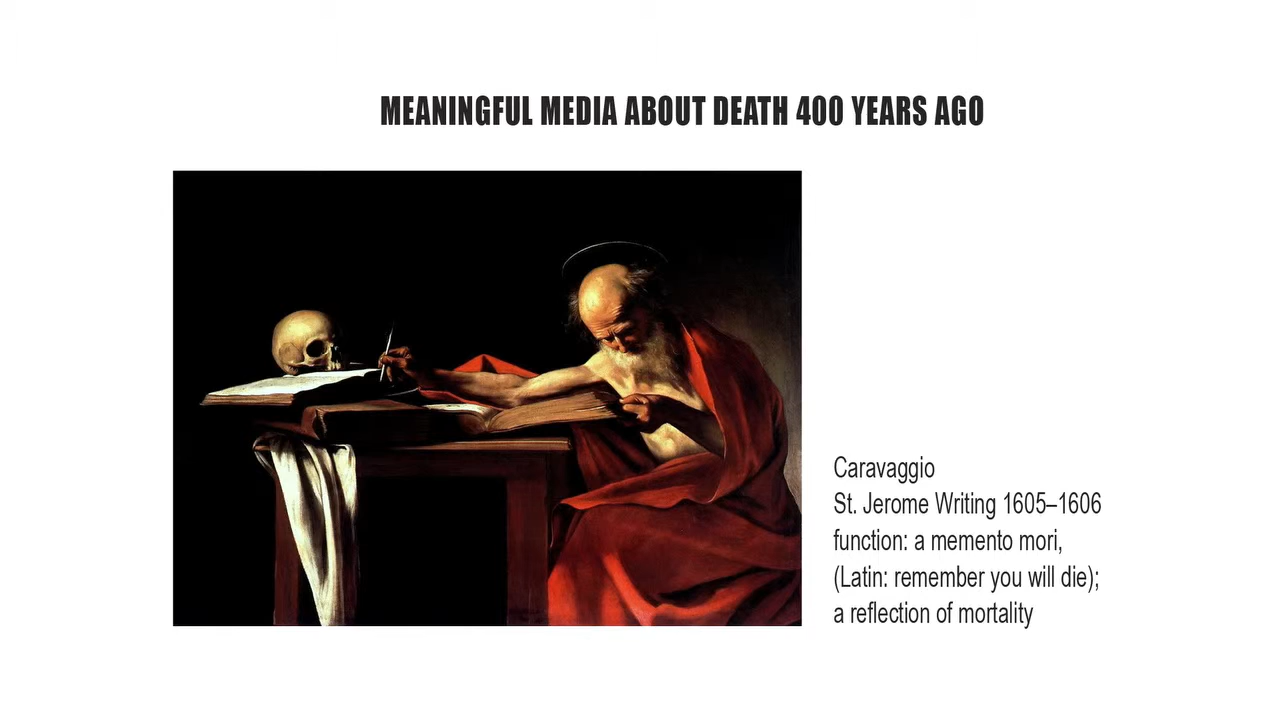 MEANINGFUL MEDIA ABOUT DEATH 400 YEARS AGO
Caravaggio
St. Jerome Writing 1605–1606
function: a memento mori,
(Latin: remember you will die);
a reflection of mortality